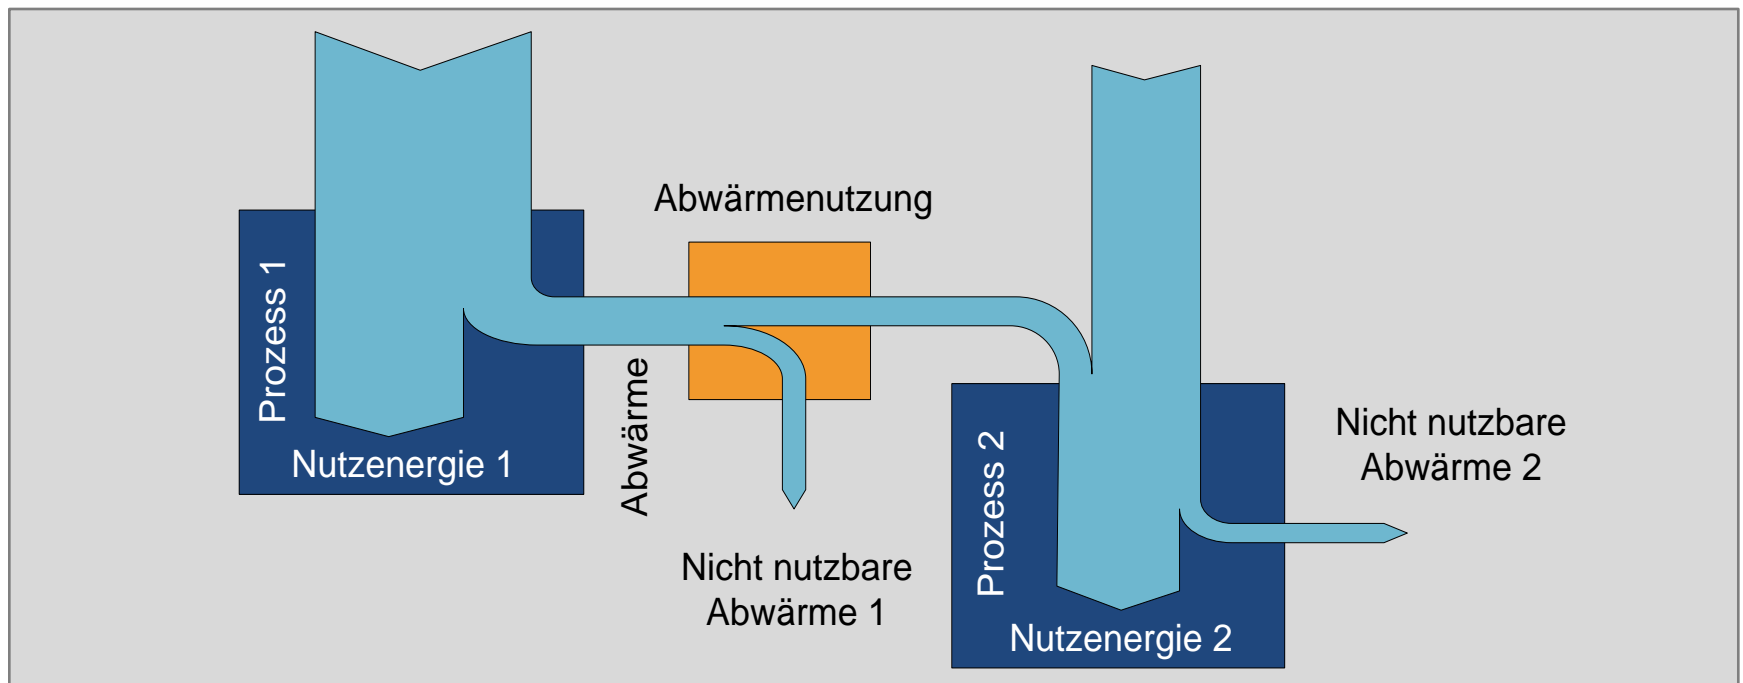 Abwärmenutzung
Prozess 1
Nutzenergie 1
Abwärme
Nicht nutzbare
Abwärme 1
Prozess 2
Nutzenergie 2
Nicht nutzbare
Abwärme 2